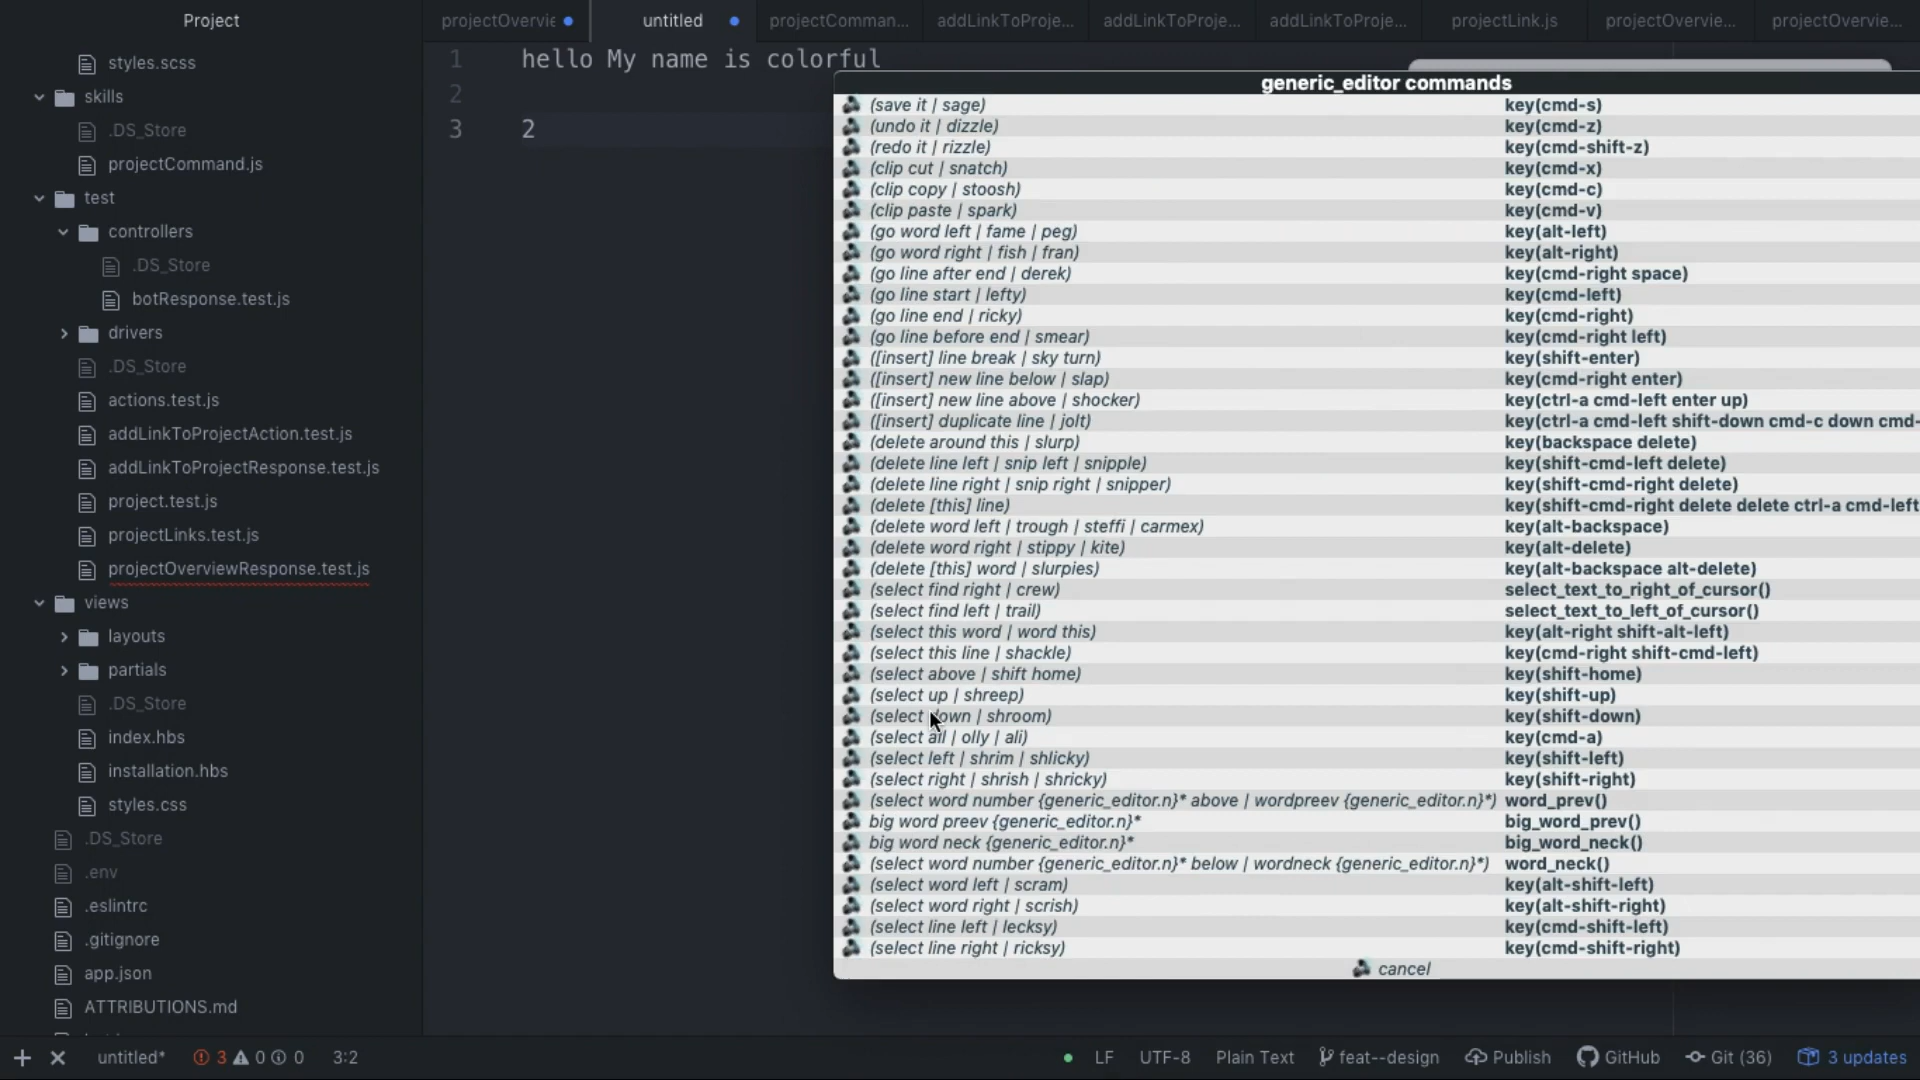 Project
styles.scss
skills
.DS_Store
projectCommand.js
test
controllers
.DS_Store
botResponse.test.js
drivers
.DS_Store
actions.test.js
addLinkToProjectAction.test.js
addLinkToProjectResponse.test.js
project.test.js
projectLinks.test.js
projectOverviewResponse.test.js
views
layouts
partials
.DS_Store
index.hbs
installation.hbs
styles.css
.DS_Store
.env
.eslintrc
.gitignore
app.json
ATTRIBUTIONS.md
projectOvervie untitled projectComman... addLinkToProje... addLinkToProje... addLinkToProje... projectLink.js projectOvervie... projectOvervie...
1 hello My name is colorful
2
3 2
generic_editor commands
(save it | sage) key(cmd-s)
(undo it | dizzle) key(cmd-z)
(redo it | rizzle) key(cmd-shift-z)
(clip cut | snatch) key(cmd-x)
(clip copy | stoosh) key(cmd-c)
(clip paste | spark) key(cmd-v)
(go word left | fame | peg) key(alt-left)
(go word right | fish | fran) key(alt-right)
(go line after end | derek) key(cmd-right space)
(go line start | lefty) key(cmd-left)
(go line end | ricky) key(cmd-right)
(go line before end | smear) key(cmd-right left)
([insert] line break | sky turn) key(shift-enter)
([insert] new line below | slap) key(cmd-right enter)
([insert] new line above | shocker) key(ctrl-a cmd-left enter up)
([insert] duplicate line | jolt) key(ctrl-a cmd-left shift-down cmd-c down cmd-
(delete around this | slurp) key(backspace delete)
(delete line left | snip left | snipple) key(shift-cmd-left delete)
(delete line right | snip right | snipper) key(shift-cmd-right delete)
(delete [this] line) key(shift-cmd-right delete delete ctrl-a cmd-left
(delete word left | trough | steffi | carmex) key(alt-backspace)
(delete word right | stippy | kite) key(alt-delete)
(delete [this] word | slurpies) key(alt-backspace alt-delete)
(select find right | crew) select_text_to_right_of_cursor()
(select find left | trail) select_text_to_left_of_cursor()
(select this word | word this) key(alt-right shift-alt-left)
(select this line | shackle) key(cmd-right shift-cmd-left)
(select above | shift home) key(shift-home)
(select up | shreep) key(shift-up)
(select down | shroom) key(shift-down)
(select all | olly | ali) key(cmd-a)
(select left | shrim | shlicky) key(shift-left)
(select right | shrish | shricky) key(shift-right)
(select word number {generic_editor.n}* above | wordpreev {generic_editor.n}*) word_prev()
big word preev {generic_editor.n}* big_word_prev()
big word neck {generic_editor.n}* big_word_neck()
(select word number {generic_editor.n}* below | wordneck {generic_editor.n}*) word_neck()
(select word left | scram) key(alt-shift-left)
(select word right | scrish) key(alt-shift-right)
(select line left | lecksy) key(cmd-shift-left)
(select line right | ricksy) key(cmd-shift-right)
cancel
untitled* 3 0 0 3:2 LF UTF-8 Plain Text feat--design Publish GitHub Git (36) 3 updates